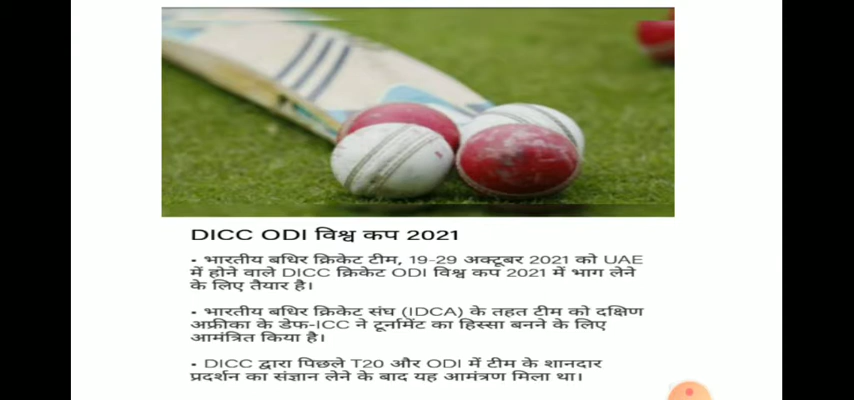 DICC ODI विश्व कप 2021
• भारतीय बधिर क्रिकेट टीम, 19-29 अक्टूबर 2021 को UAE
में होने वाले DICC क्रिकेट ODI विश्व कप 2021 में भाग लेने
के लिए तैयार है।
• भारतीय बधिर क्रिकेट संघ (IDCA) के तहत टीम को दक्षिण
अफ्रीका के डेफ-ICC ने टूर्नामेंट का हिस्सा बनने के लिए
आमंत्रित किया है।
• DICC द्वारा पिछले T20 और ODI में टीम के शानदार
प्रदर्शन का संज्ञान लेने के बाद यह आमंत्रण मिला था।